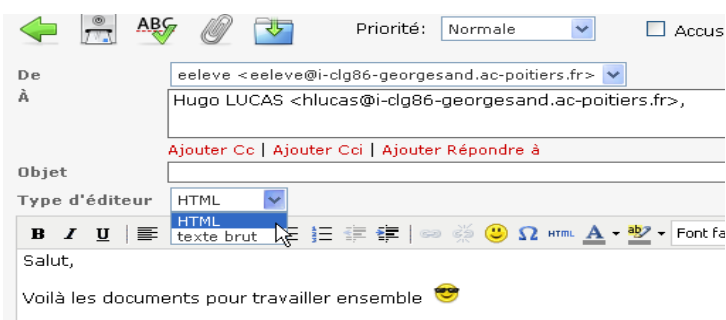 ABC Priorité: Normale Accus
De eeleve <eeleve@i-clg86-georgesand.ac-poitiers.fr>
À Hugo LUCAS <hlucas@i-clg86-georgesand.ac-poitiers.fr>,
Ajouter Cc | Ajouter Cci | Ajouter Répondre à
Objet
Type d'éditeur HTML
HTML
B I U texte brut Ω HTML A ab Font fa
Salut,
Voilà les documents pour travailler ensemble